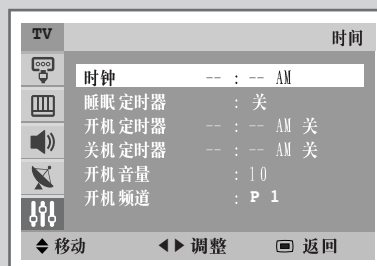 TV
时间
时钟 -- : -- AM
睡眠定时器 : 关
开机定时器 -- : -- AM 关
关机定时器 -- : -- AM 关
开机音量 : 10
开机频道 : P 1
移动 调整 返回